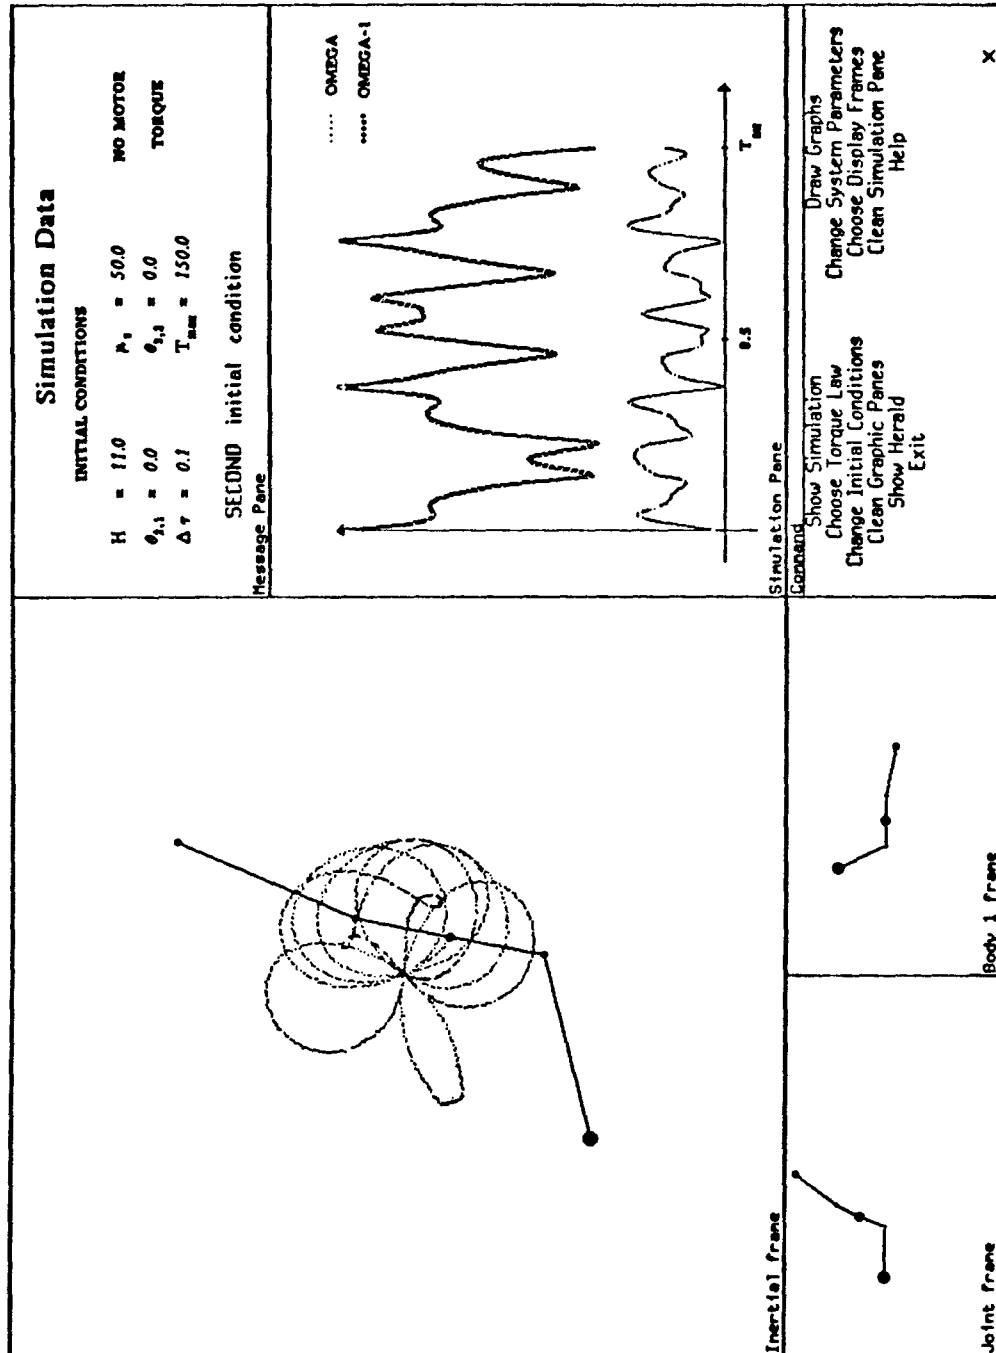 Simulation Data
INITIAL CONDITIONS
H = 11.0 μ₁ = 50.0 NO MOTOR
θ₂,₁ = 0.0 θ₃,₂ = 0.0 TORQUE
Δτ = 0.1 Tmax = 150.0
SECOND initial condition
Message Pane
OMEGA
OMEGA-1
0.5
Tmax
Simulation Pane
Command
Show Simulation Draw Graphs
Choose Torque Law Change System Parameters
Change Initial Conditions Choose Display Frames
Clean Graphic Panes Clean Simulation Pane
Show Herald Help
Exit
Inertial frame
Joint frame
Body 1 frame
X